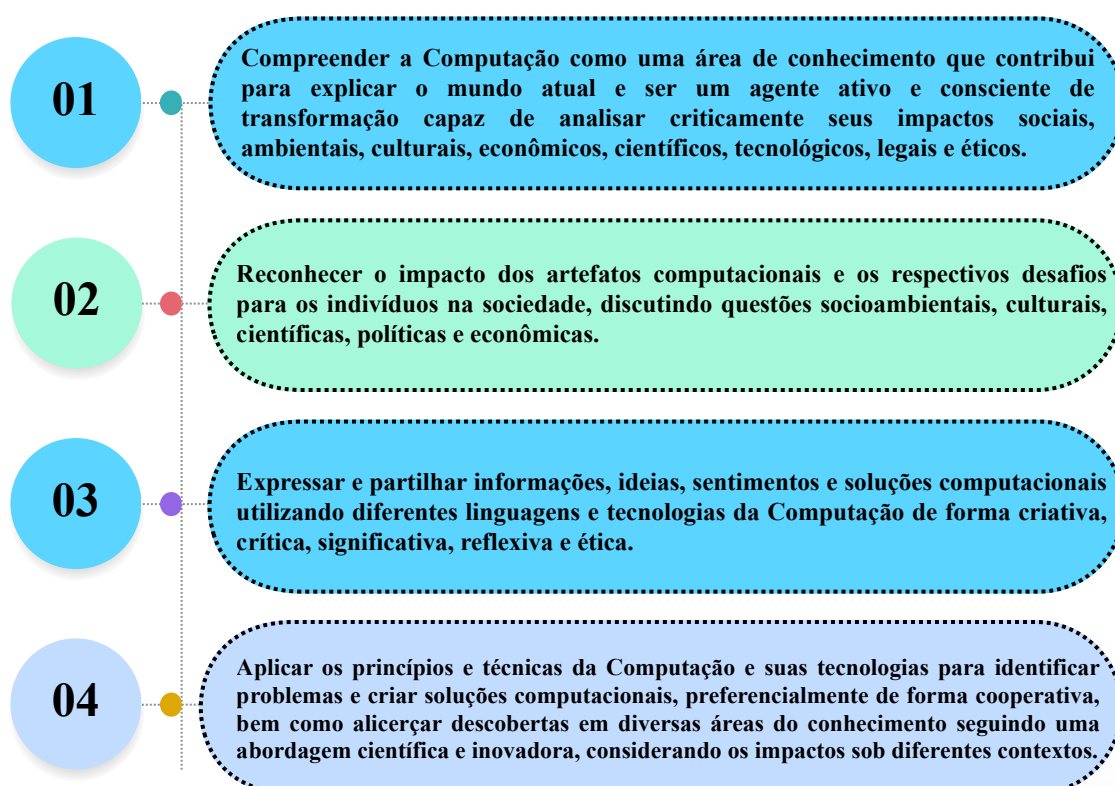 01
Compreender a Computação como uma área de conhecimento que contribui
para explicar o mundo atual e ser um agente ativo e consciente de
transformação capaz de analisar criticamente seus impactos sociais,
ambientais, culturais, econômicos, científicos, tecnológicos, legais e éticos.
02
Reconhecer o impacto dos artefatos computacionais e os respectivos desafios
para os indivíduos na sociedade, discutindo questões socioambientais, culturais,
científicas, políticas e econômicas.
03
Expressar e partilhar informações, ideias, sentimentos e soluções computacionais
utilizando diferentes linguagens e tecnologias da Computação de forma criativa,
crítica, significativa, reflexiva e ética.
04
Aplicar os princípios e técnicas da Computação e suas tecnologias para identificar
problemas e criar soluções computacionais, preferencialmente de forma cooperativa,
bem como alicerçar descobertas em diversas áreas do conhecimento seguindo uma
abordagem científica e inovadora, considerando os impactos sob diferentes contextos.